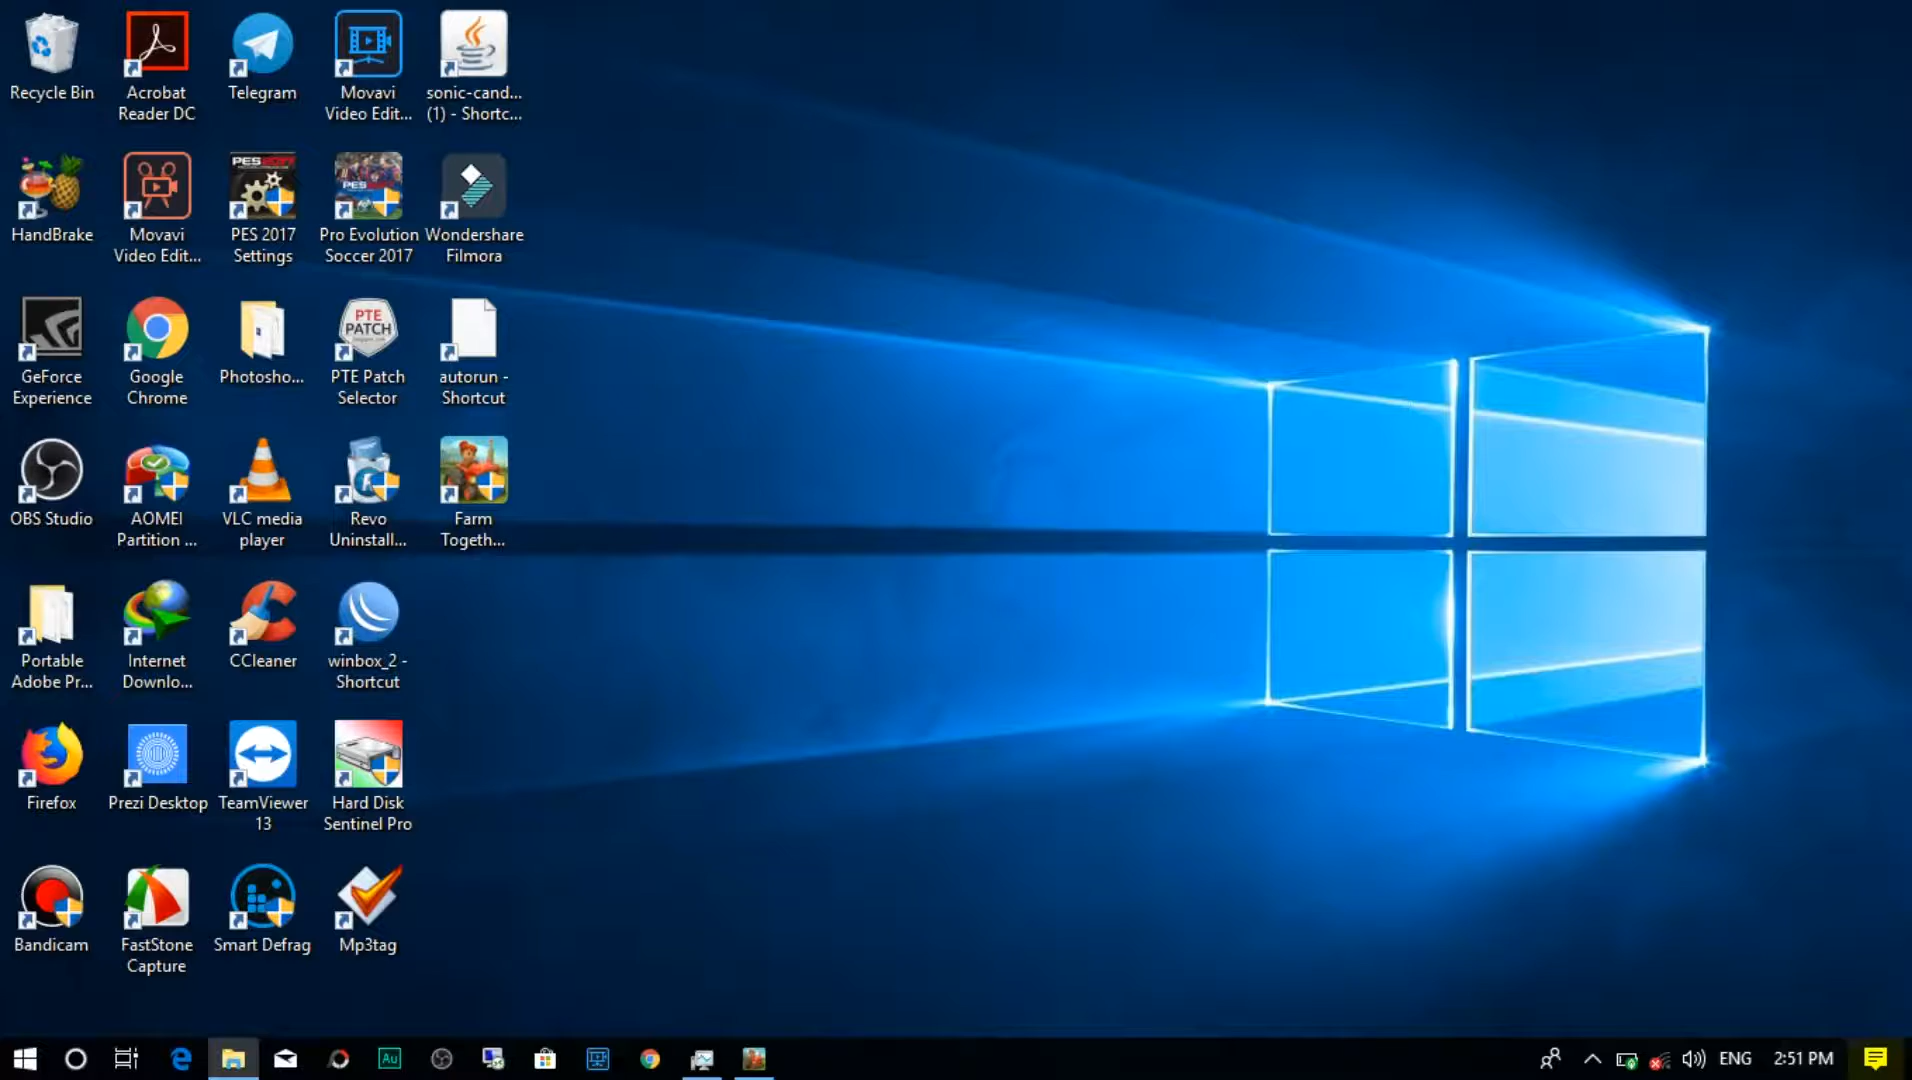 Recycle Bin
Acrobat
Reader DC
Telegram
Movavi
Video Edit...
sonic-cand...
(1) - Shortc...
HandBrake
Movavi
Video Edit...
PES 2017
PES 2017
Settings
PES
Pro Evolution
Soccer 2017
Wondershare
Filmora
GeForce
Experience
Google
Chrome
Photosho...
PTE
PATCH
PTE Patch
Selector
autorun -
Shortcut
OBS Studio
AOMEI
Partition ...
VLC media
player
Revo
Uninstall...
Farm
Togeth...
Portable
Adobe Pr...
Internet
Downlo...
CCleaner
winbox_2 -
Shortcut
Firefox
Prezi Desktop
TeamViewer
13
Hard Disk
Sentinel Pro
Bandicam
FastStone
Capture
Smart Defrag
Mp3tag
Au
ENG
2:51 PM